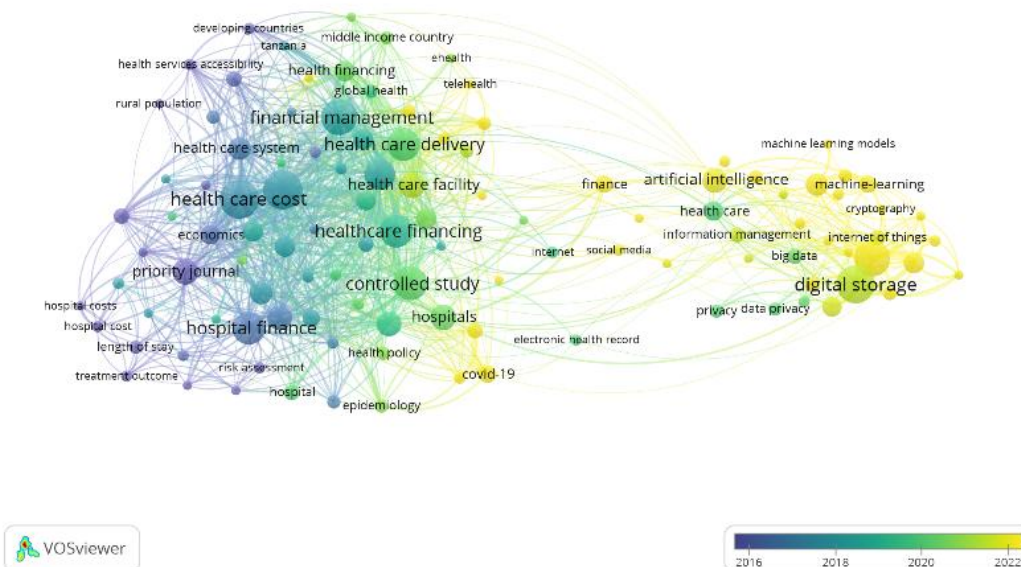 developing countries
tanzania
middle income country
health services accessibility
health financing
ehealth
global health
telehealth
rural population
financial management
health care system
health care delivery
machine learning models
health care facility
finance
artificial intelligence
machine-learning
health care cost
health care
cryptography
economics
healthcare financing
information management
internet of things
internet
social media
big data
priority journal
controlled study
digital storage
hospital costs
hospital cost
hospital finance
hospitals
privacy
data privacy
length of stay
health policy
electronic health record
treatment outcome
risk assessment
covid-19
hospital
epidemiology
VOSviewer
2016
2018
2020
2022